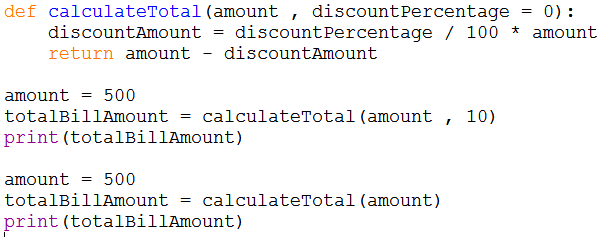 def calculateTotal(amount , discountPercentage = 0):
    discountAmount = discountPercentage / 100 * amount
    return amount - discountAmount

amount = 500
totalBillAmount = calculateTotal(amount , 10)
print(totalBillAmount)

amount = 500
totalBillAmount = calculateTotal(amount)
print(totalBillAmount)